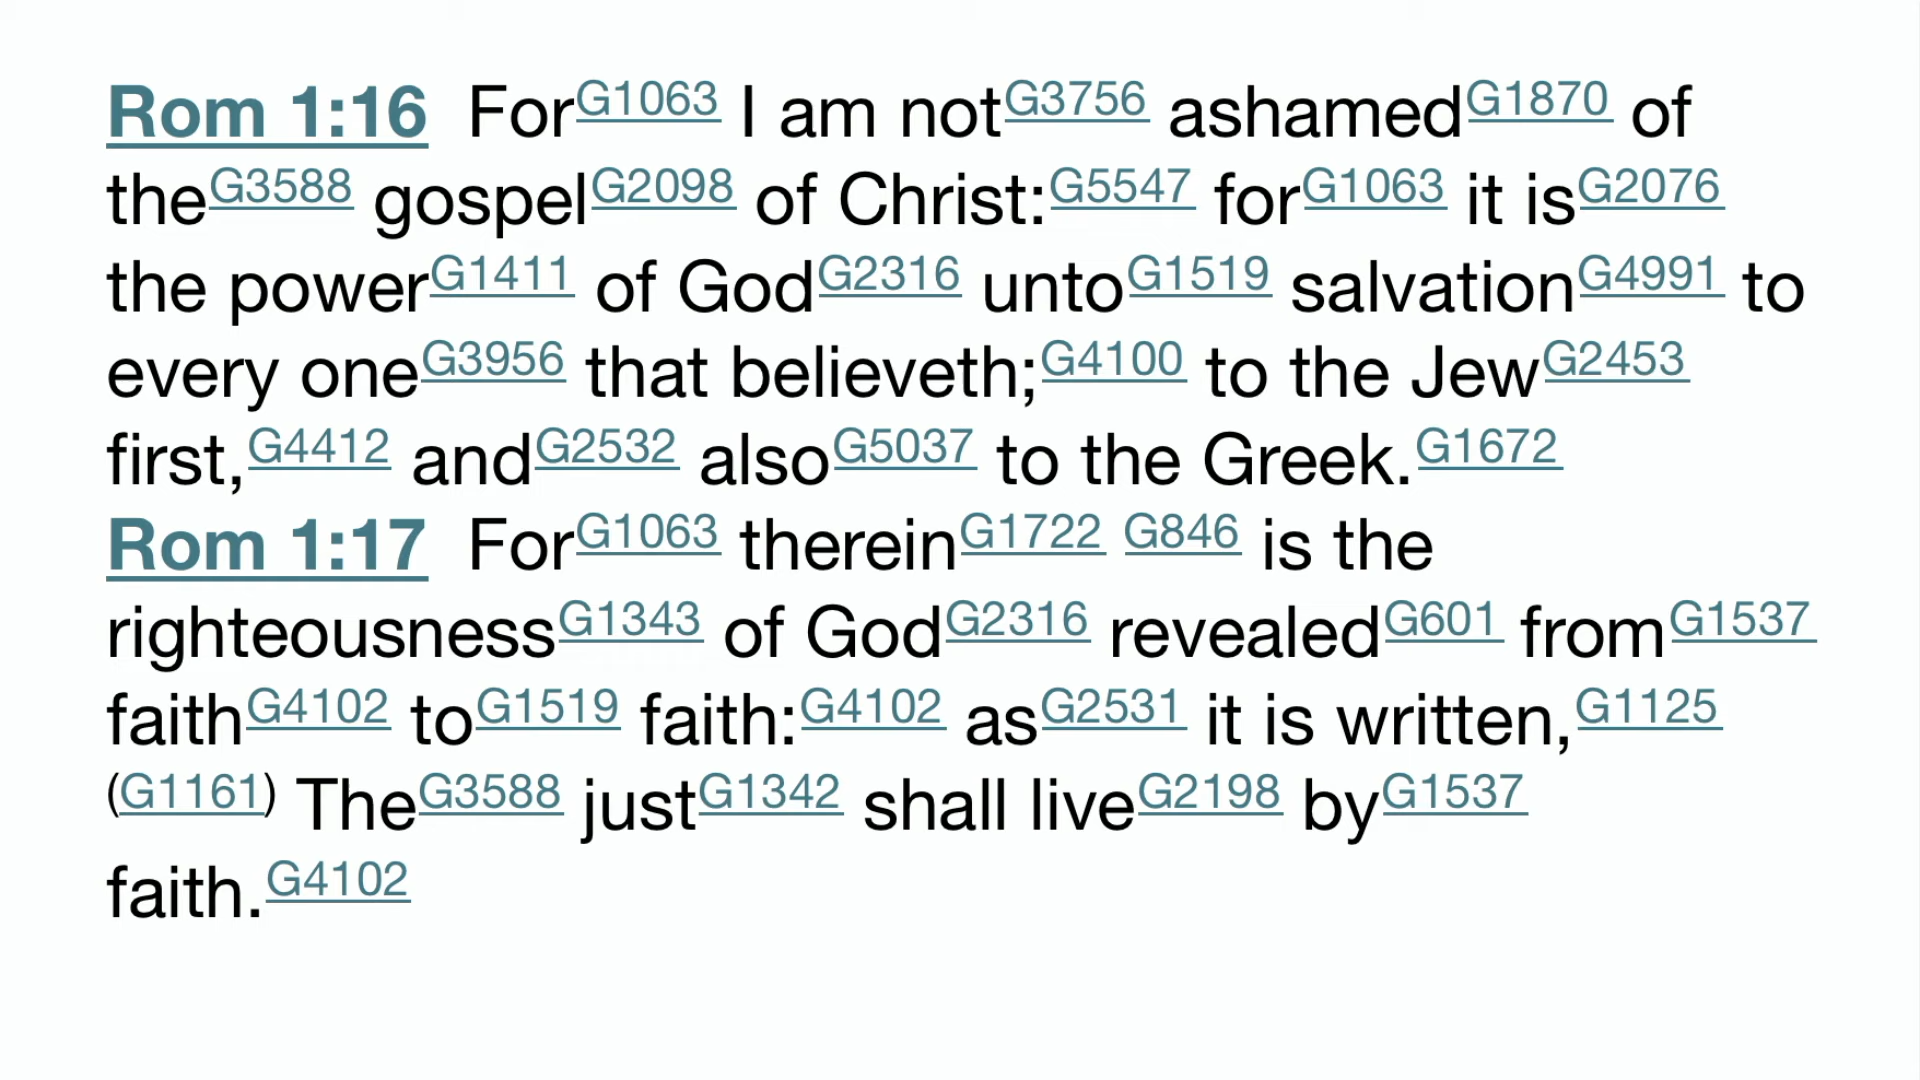 Rom 1:16 ForG1063 I am notG3756 ashamedG1870 of
theG3588 gospelG2098 of Christ:G5547 forG1063 it isG2076
the powerG1411 of GodG2316 untoG1519 salvationG4991 to
every oneG3956 that believeth;G4100 to the JewG2453
first,G4412 andG2532 alsoG5037 to the Greek.G1672
Rom 1:17 ForG1063 thereinG1722 G846 is the
righteousnessG1343 of GodG2316 revealedG601 fromG1537
faithG4102 toG1519 faith:G4102 asG2531 it is written,G1125
(G1161) TheG3588 justG1342 shall liveG2198 byG1537
faith.G4102